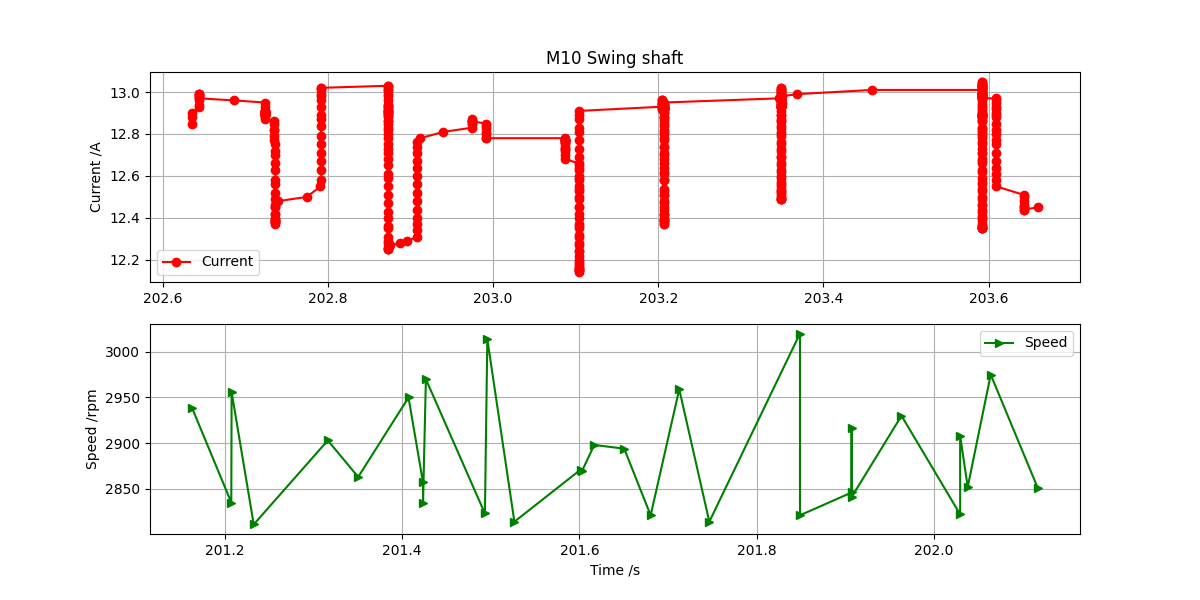 M10 Swing shaft
Current /A
13.0
12.8
12.6
12.4
12.2
Current
202.6 202.8 203.0 203.2 203.4 203.6
Speed /rpm
3000
2950
2900
2850
Speed
201.2 201.4 201.6 201.8 202.0
Time /s